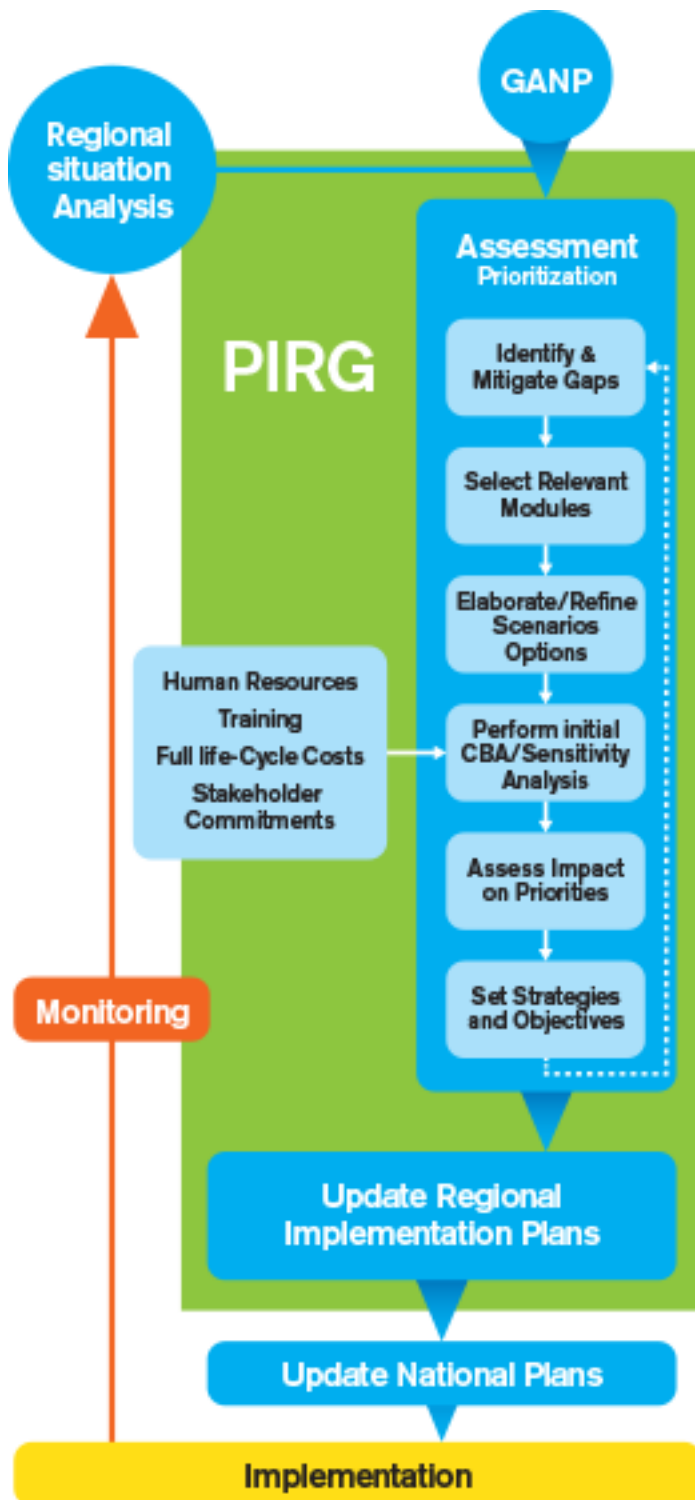 GANP
Regional
situation
Analysis
Assessment
Prioritization
PIRG
Identify &
Mitigate Gaps
Select Relevant
Modules
Elaborate/Refine
Scenarios
Options
Human Resources
Training
Full life-Cycle Costs
Stakeholder
Commitments
Perform initial
CBA/Sensitivity
Analysis
Assess Impact
on Priorities
Set Strategies
and Objectives
Monitoring
Update Regional
Implementation Plans
Update National Plans
Implementation